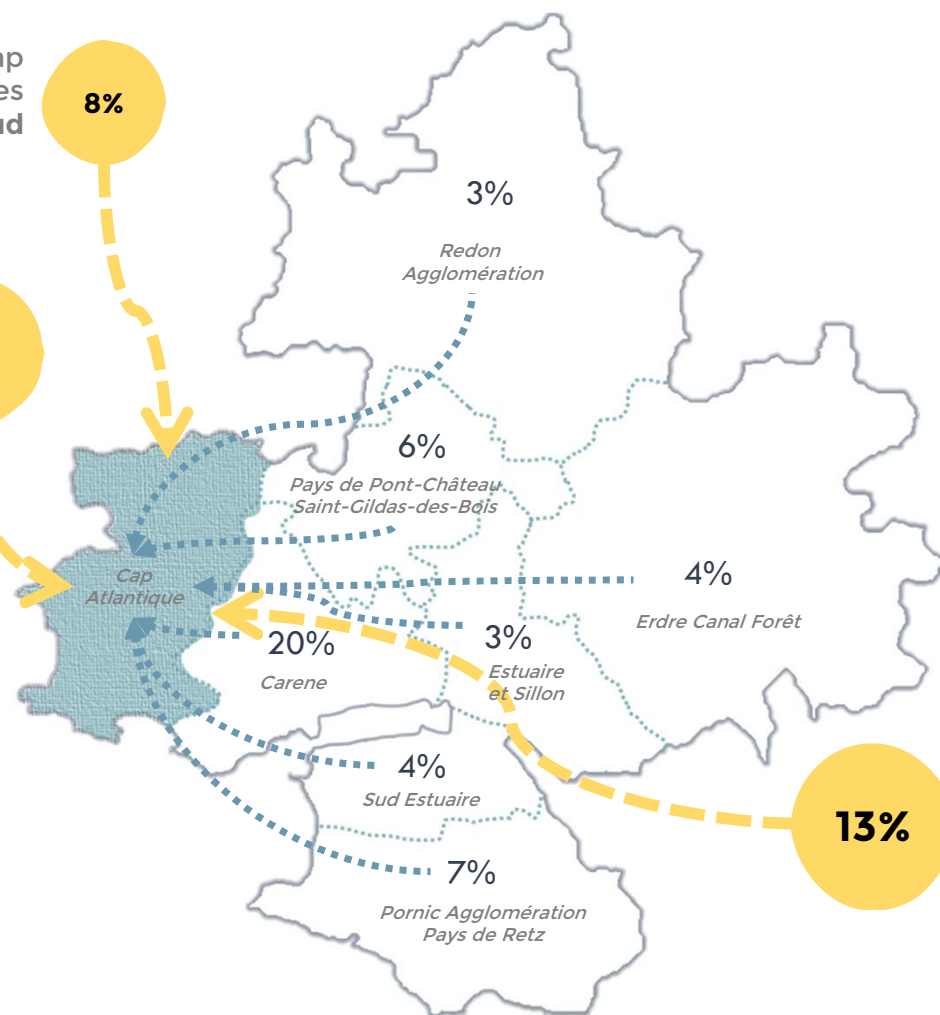 ap
es
ud
8%
3%
Redon
Agglomération
6%
Pays de Pont-Château
Saint-Gildas-des-Bois
Cap
Atlantique
4%
Erdre Canal Forêt
20%
Carene
3%
Estuaire
et Sillon
4%
Sud Estuaire
13%
7%
Pornic Agglomération
Pays de Retz